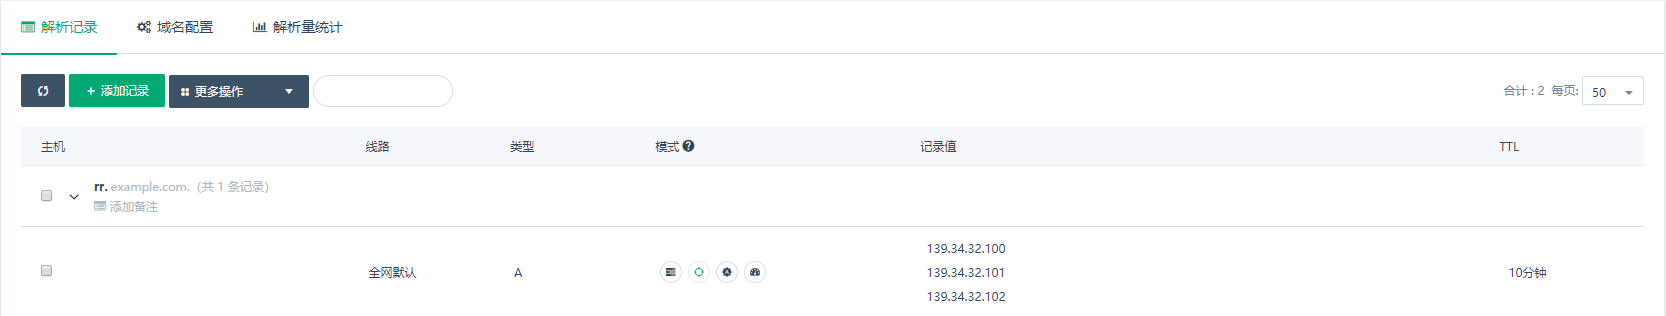 解析记录 域名配置 解析量统计
+ 添加记录 更多操作 合计 : 2 每页: 50
主机 线路 类型 模式 记录值 TTL
rr. example.com. (共 1 条记录)
添加备注
139.34.32.100
全网默认 A 139.34.32.101 10分钟
139.34.32.102